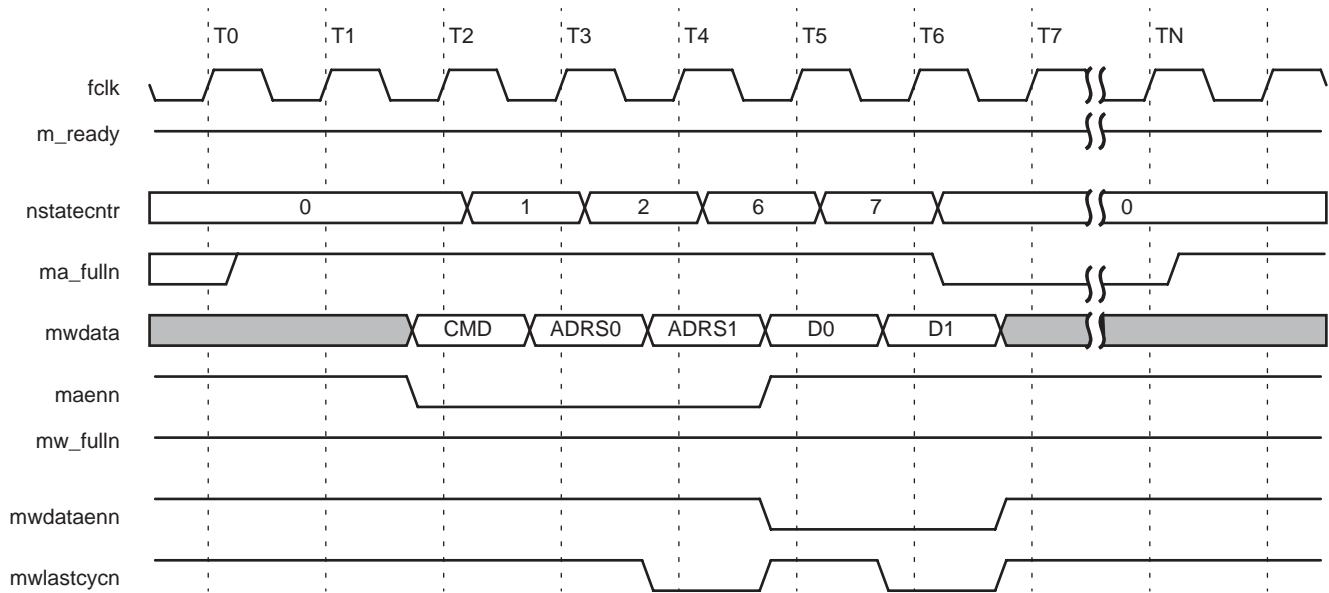 T0 T1 T2 T3 T4 T5 T6 T7 TN
fclk
m_ready
nstatecntr 0 1 2 6 7 0
ma_fulln
mwdata CMD ADRS0 ADRS1 D0 D1
maenn
mw_fulln
mwdataenn
mwlastcycn